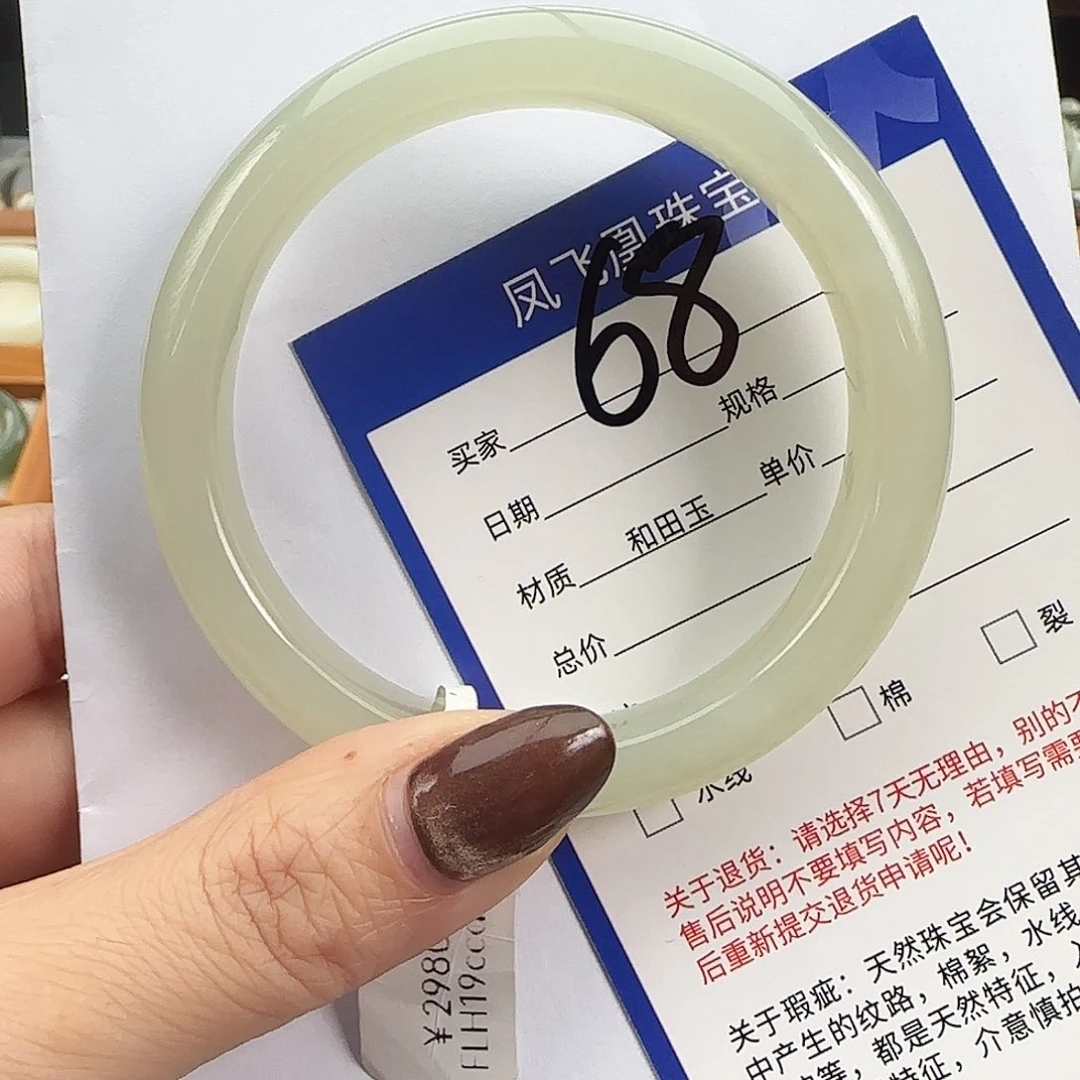 凤飞凰珠宝
68
买家
规格
日期
单价
材质 和田玉
总价
裂
棉
水线
关于退货：请选择7天无理由，别的不
售后说明不要填写内容，若填写需要
后重新提交退货申请呢！
关于瑕疵：天然珠宝会保留其
中产生的纹路，棉絮，水线
等，都是天然特征，
特征，介意慎拍
¥298
FLH19cc